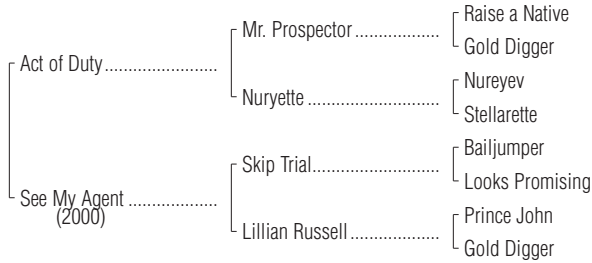 Raise a Native
Mr. Prospector
Gold Digger
Act of Duty
Nureyev
Nuryette
Stellarette
Bailjumper
Skip Trial
Looks Promising
See My Agent
(2000)
Prince John
Lillian Russell
Gold Digger